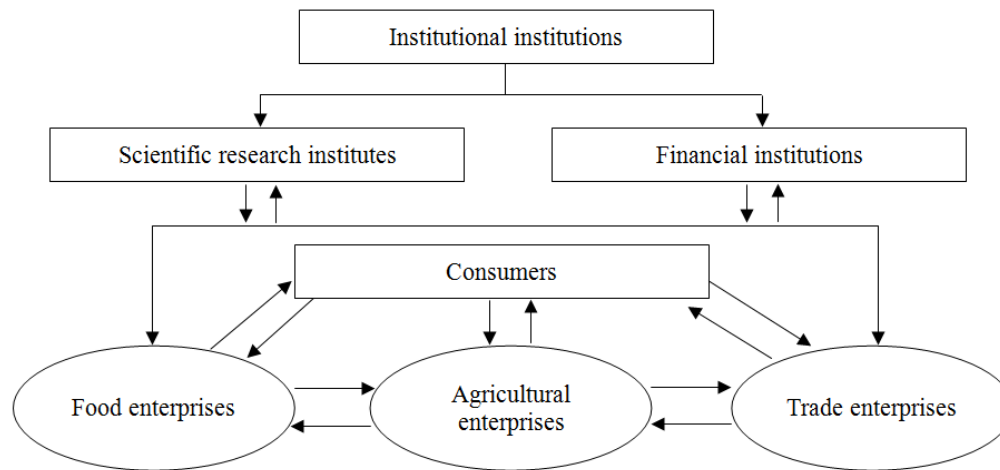 Institutional institutions
Scientific research institutes
Financial institutions
Consumers
Food enterprises
Agricultural
enterprises
Trade enterprises